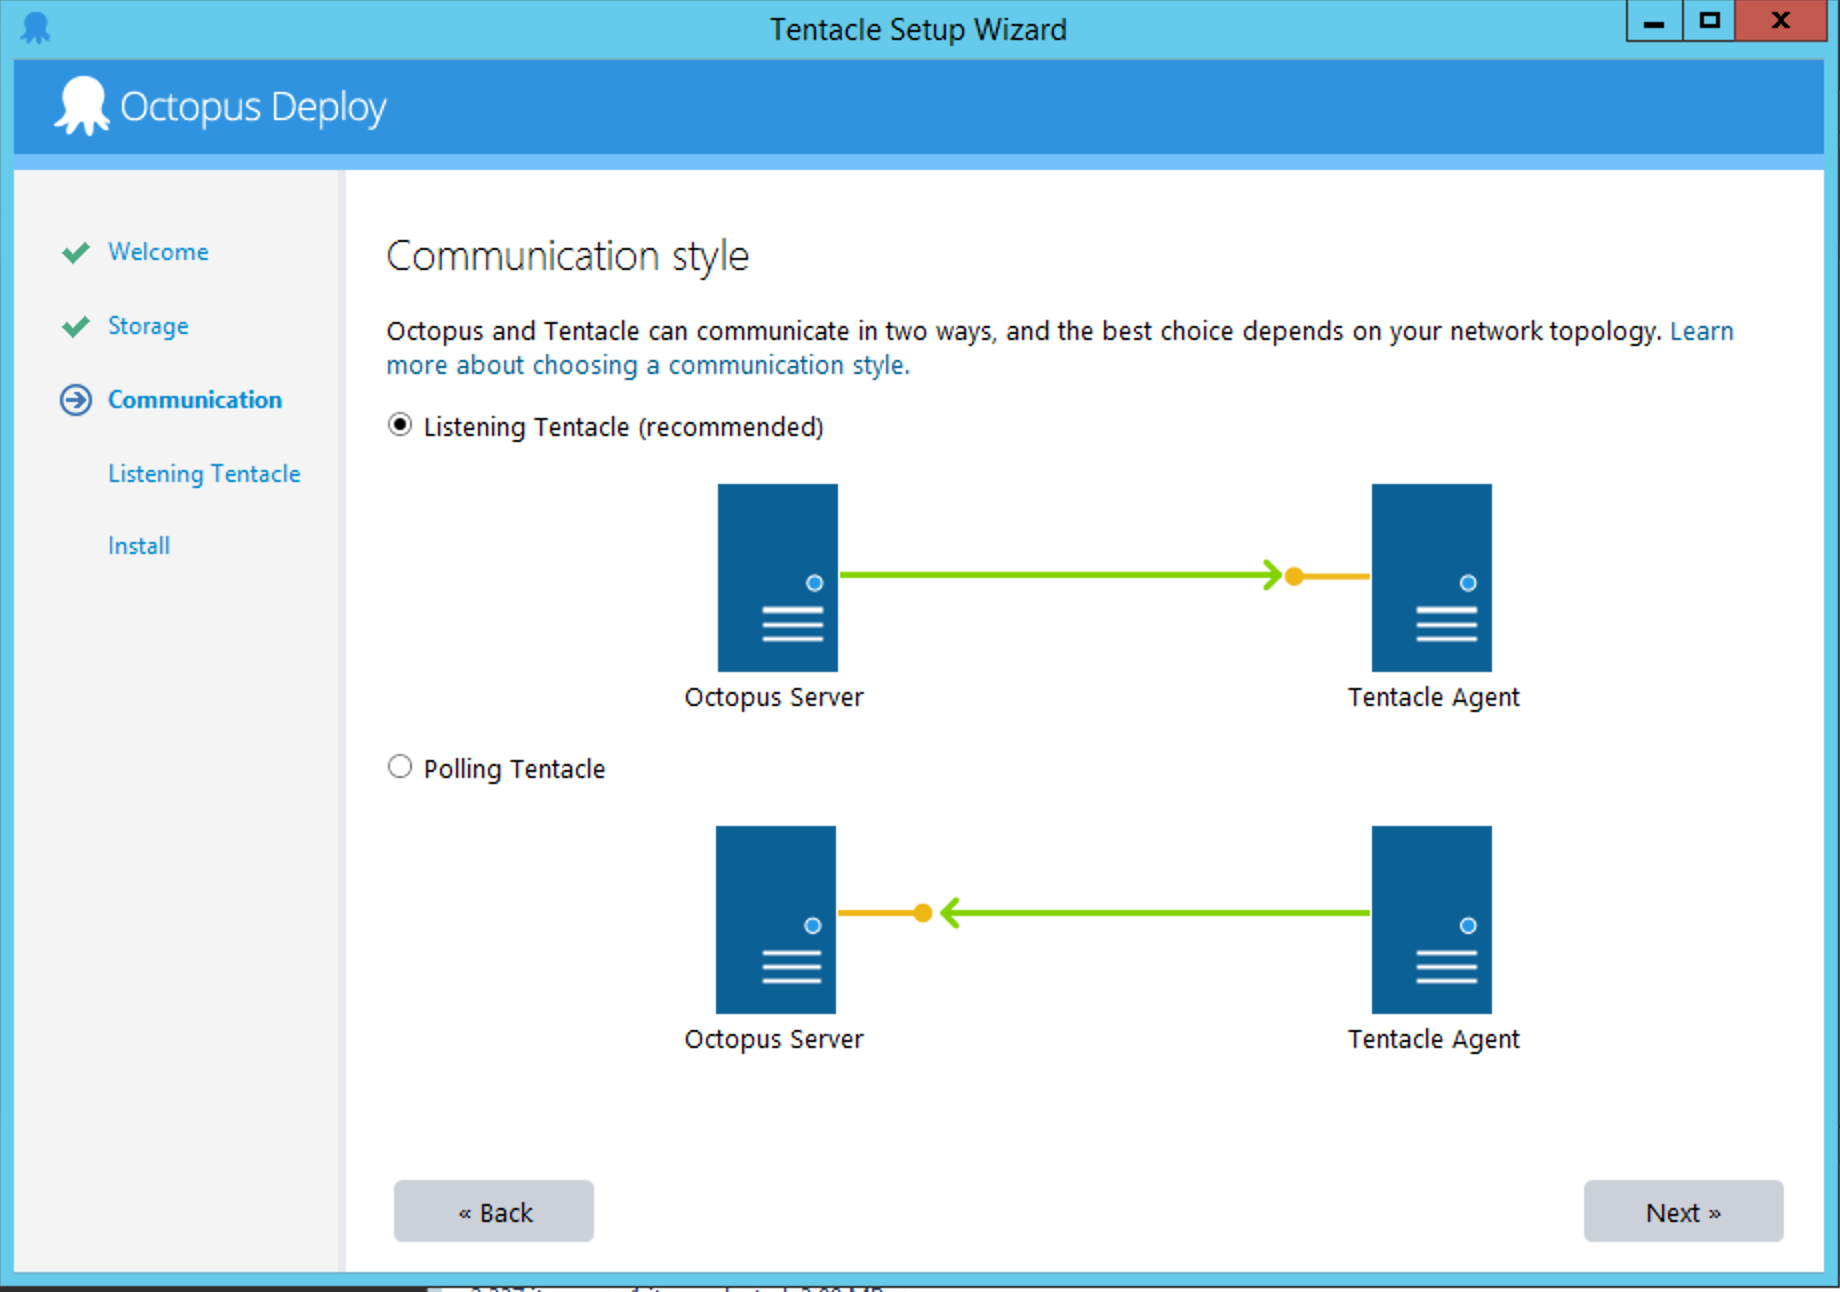 Tentacle Setup Wizard
Octopus Deploy
Welcome
Storage
Communication
Listening Tentacle
Install
Communication style
Octopus and Tentacle can communicate in two ways, and the best choice depends on your network topology. Learn
more about choosing a communication style.
Listening Tentacle (recommended)
Octopus Server
Tentacle Agent
Polling Tentacle
Octopus Server
Tentacle Agent
« Back
Next »